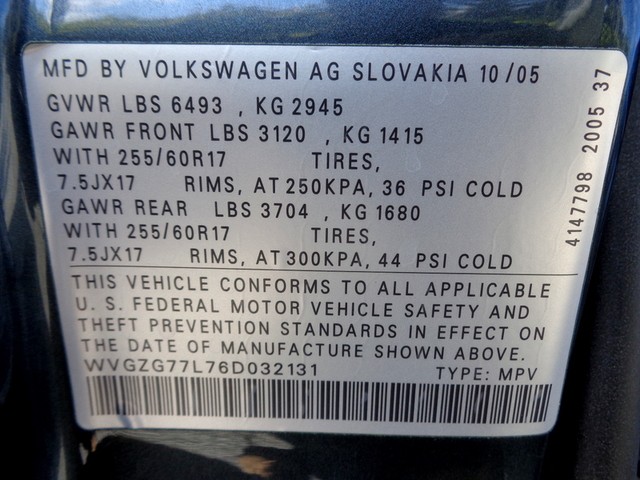 MFD BY VOLKSWAGEN AG SLOVAKIA 10/05
GVWR LBS 6493 , KG 2945
GAWR FRONT LBS 3120 , KG 1415
WITH 255/60R17 TIRES,
7.5JX17 RIMS, AT 250KPA, 36 PSI COLD
GAWR REAR LBS 3704 , KG 1680
WITH 255/60R17 TIRES,
7.5JX17 RIMS, AT 300KPA, 44 PSI COLD
THIS VEHICLE CONFORMS TO ALL APPLICABLE
U. S. FEDERAL MOTOR VEHICLE SAFETY AND
THEFT PREVENTION STANDARDS IN EFFECT ON
THE DATE OF MANUFACTURE SHOWN ABOVE.
WVGZG77L76D032131 TYPE: MPV
4147798 2005 37